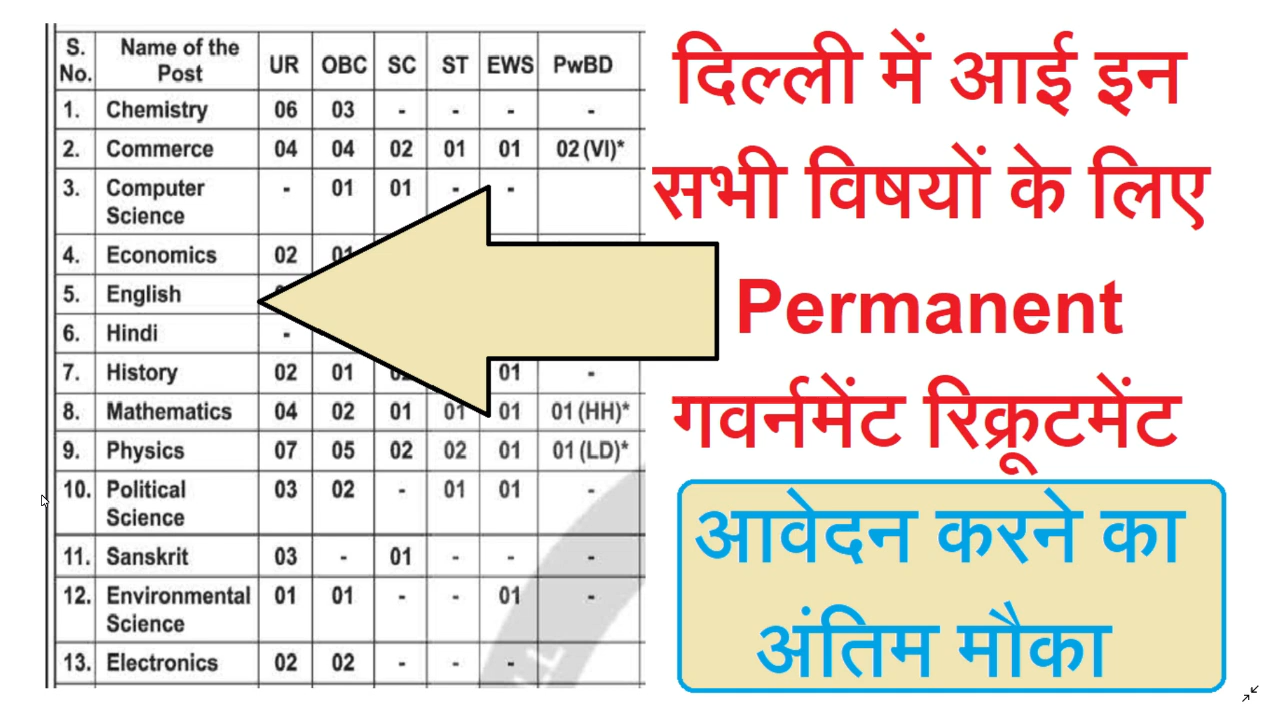 S. No. Name of the Post UR OBC SC ST EWS PwBD
1. Chemistry 06 03 - - - -
2. Commerce 04 04 02 01 01 02 (VI)*
3. Computer Science - 01 01 - -
4. Economics 02 01
5. English
6. Hindi -
7. History 02 01 01 -
8. Mathematics 04 02 01 01 01 01 (HH)*
9. Physics 07 05 02 02 01 01 (LD)*
10. Political Science 03 02 - 01 01 -
11. Sanskrit 03 - 01 - - -
12. Environmental Science 01 01 - - 01 -
13. Electronics 02 02 - - -
दिल्ली में आई इन
सभी विषयों के लिए
Permanent
गवर्नमेंट रिक्रूटमेंट
आवेदन करने का
अंतिम मौका